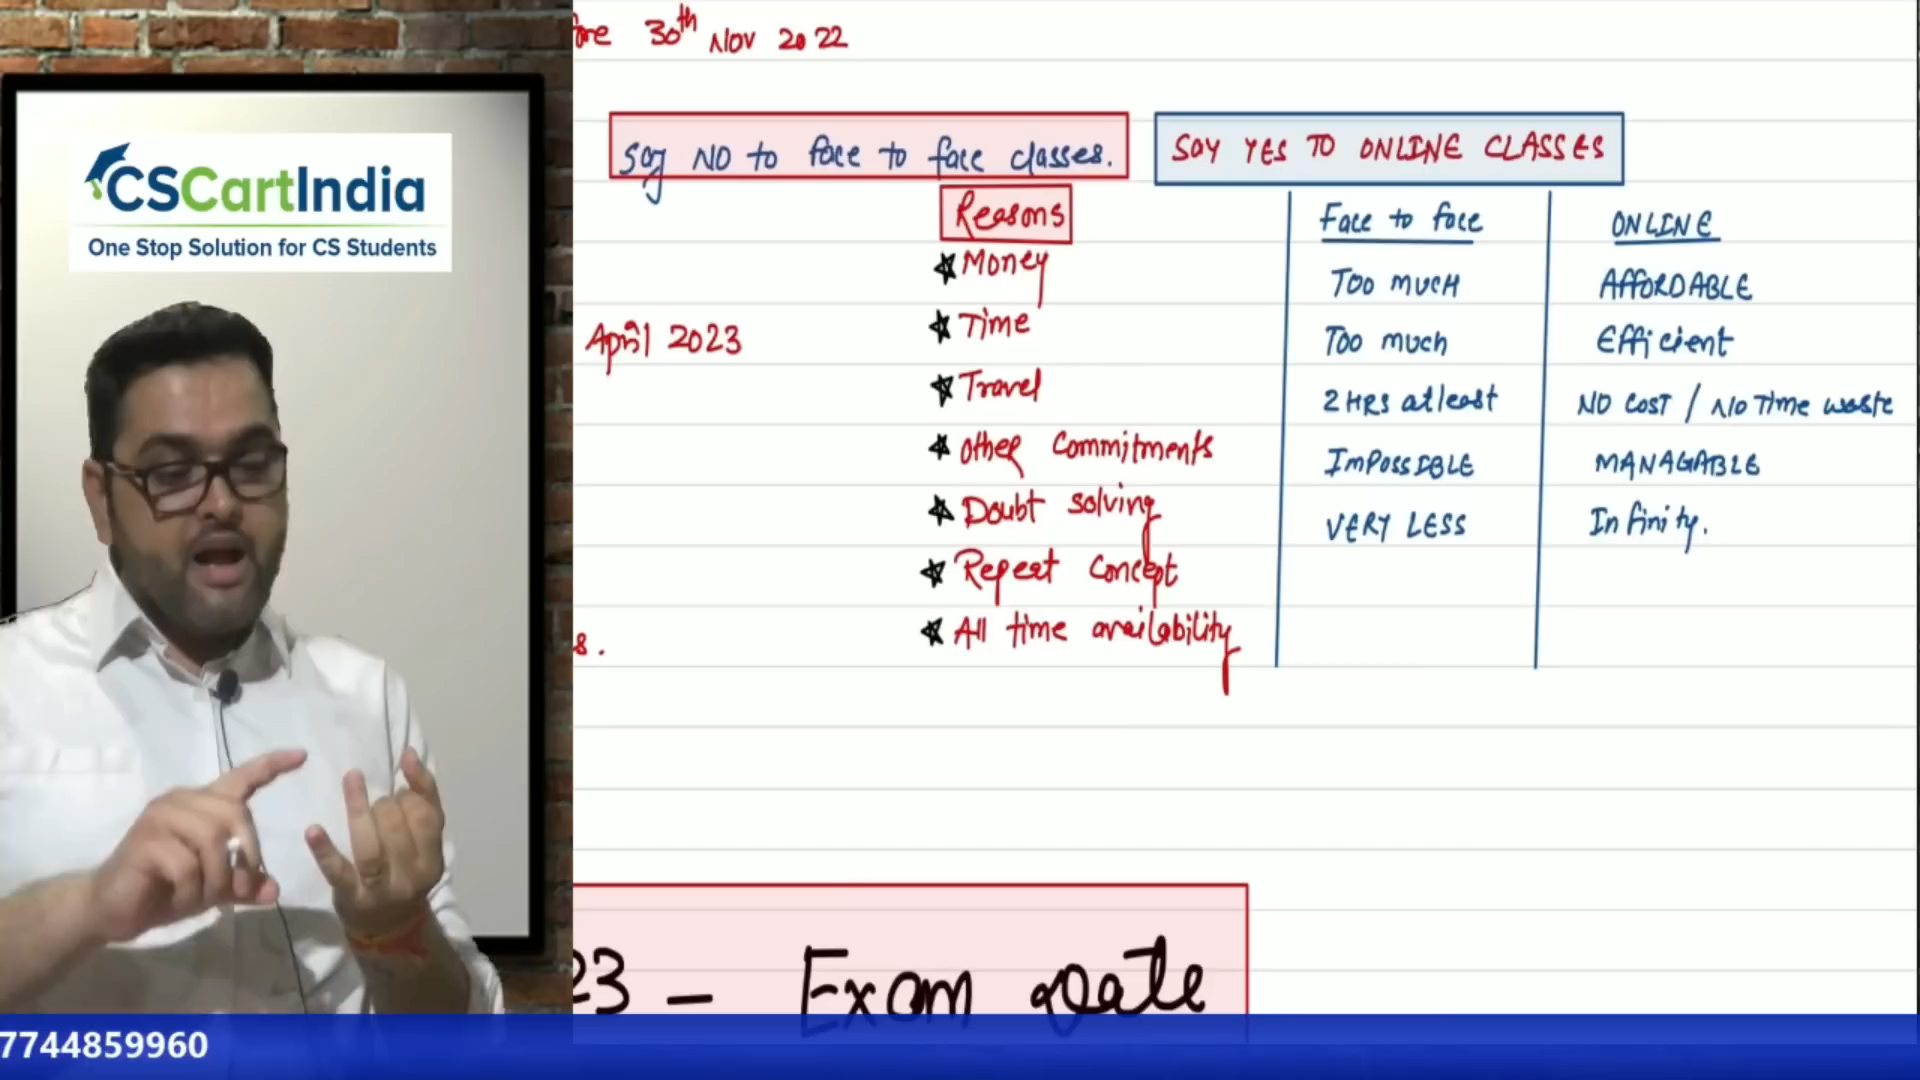 30th Nov 2022
CSCartIndia
One Stop Solution for CS Students
Say NO to face to face classes.
SAY YES TO ONLINE CLASSES
Reasons
Face to face
ONLINE
★ Money
TOO MUCH
AFFORDABLE
★ Time
Too much
Efficient
April 2023
★ Travel
2 HRS atleast
NO COST / NO Time waste
★ Other Commitments
IMPOSSIBLE
MANAGABLE
★ Doubt solving
VERY LESS
Infinity.
★ Repeat Concept
★ All time availability
s.
23 - Exam Date
7744859960